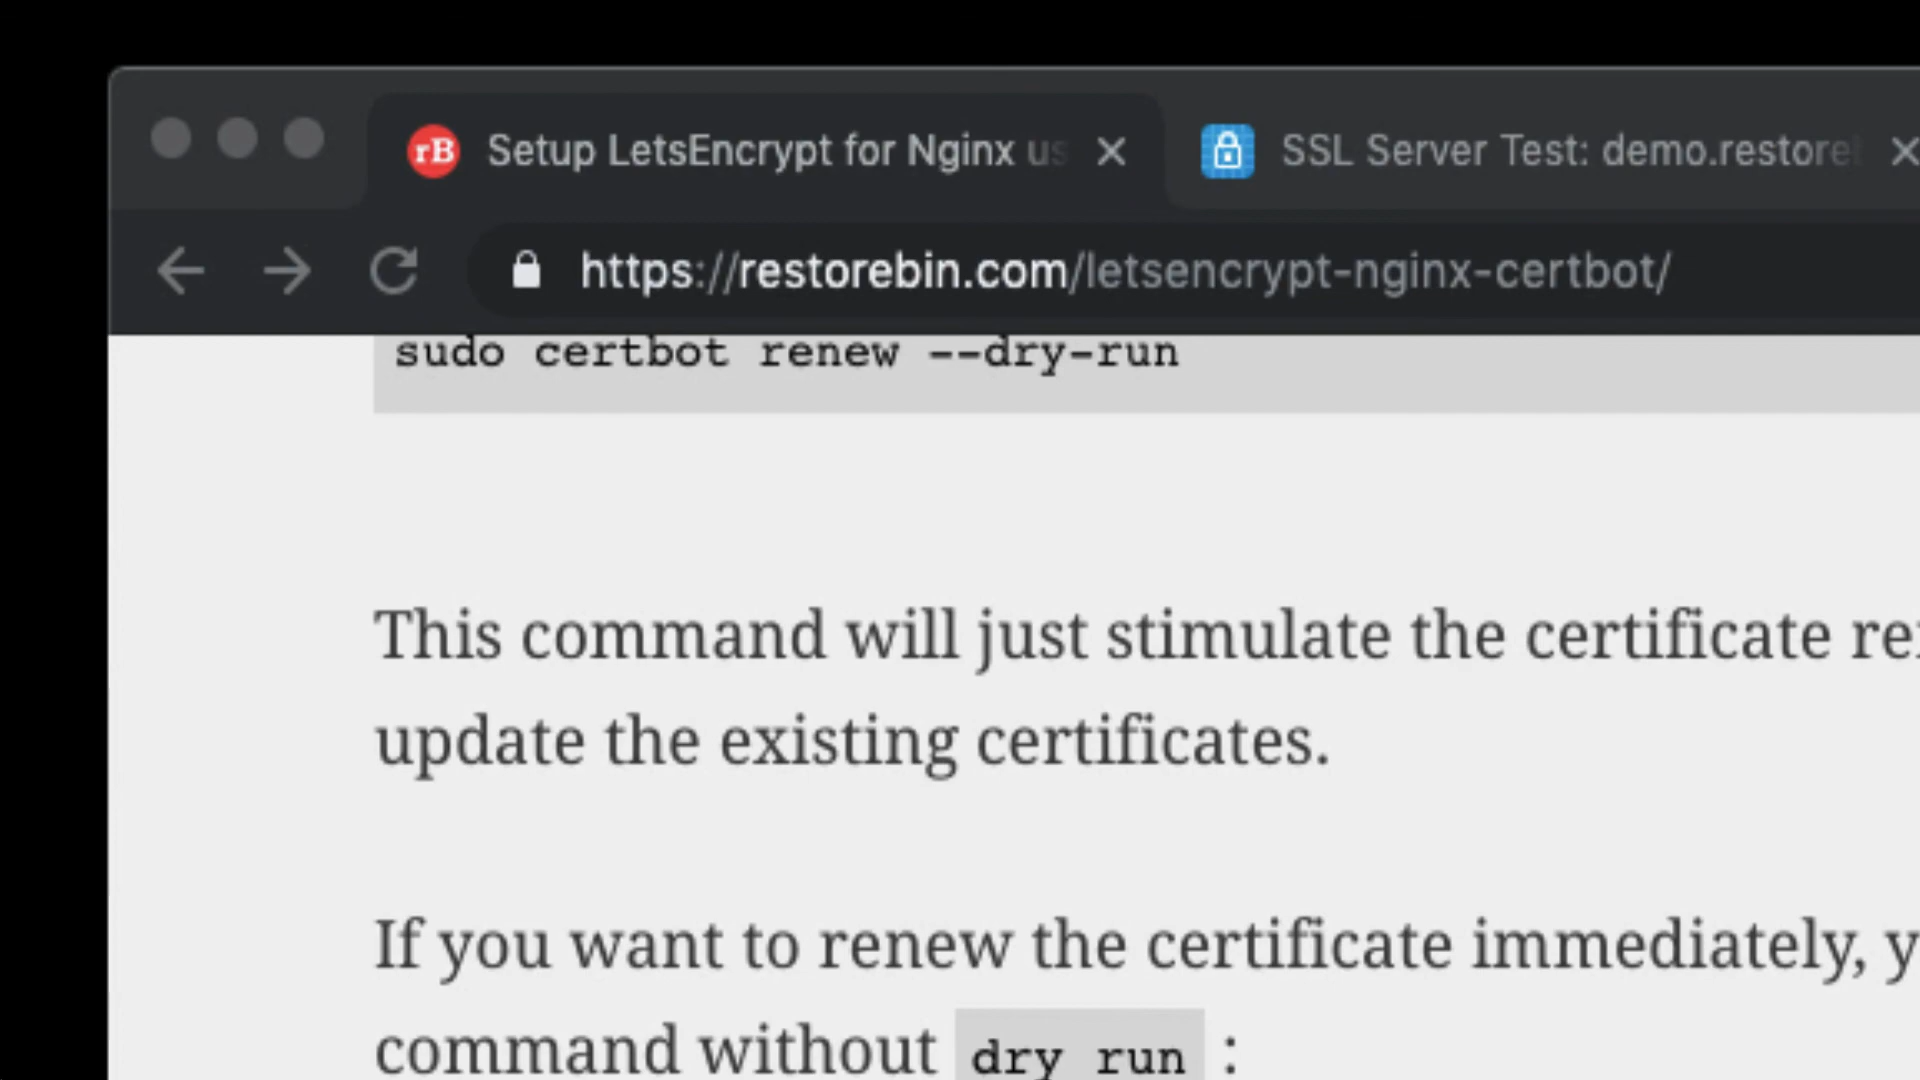 rB Setup LetsEncrypt for Nginx us SSL Server Test: demo.restore
https://restorebin.com/letsencrypt-nginx-certbot/
sudo certbot renew --dry-run
This command will just stimulate the certificate
update the existing certificates.
If you want to renew the certificate immediately,
command without dry run :